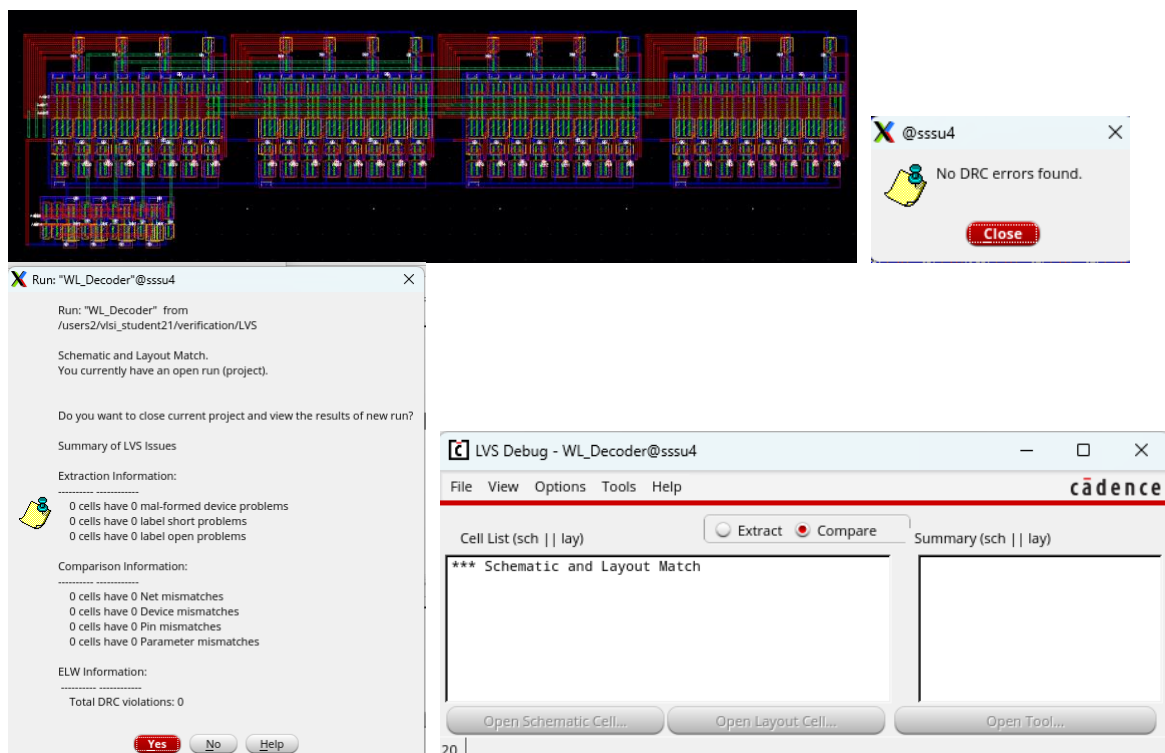 @sssu4
No DRC errors found.
Close
Run: "WL_Decoder"@sssu4
Run: "WL_Decoder" from
/users2/vlsi_student21/verification/LVS
Schematic and Layout Match.
You currently have an open run (project).
Do you want to close current project and view the results of new run?
Summary of LVS Issues
Extraction Information:
---------- ------------
0 cells have 0 mal-formed device problems
0 cells have 0 label short problems
0 cells have 0 label open problems
Comparison Information:
---------- ------------
0 cells have 0 Net mismatches
0 cells have 0 Device mismatches
0 cells have 0 Pin mismatches
0 cells have 0 Parameter mismatches
ELW Information:
---------- ------------
Total DRC violations: 0
Yes No Help
LVS Debug - WL_Decoder@sssu4
File View Options Tools Help
cādence
Extract Compare
Cell List (sch || lay)
Summary (sch || lay)
*** Schematic and Layout Match
Open Schematic Cell...
Open Layout Cell...
Open Tool...
20